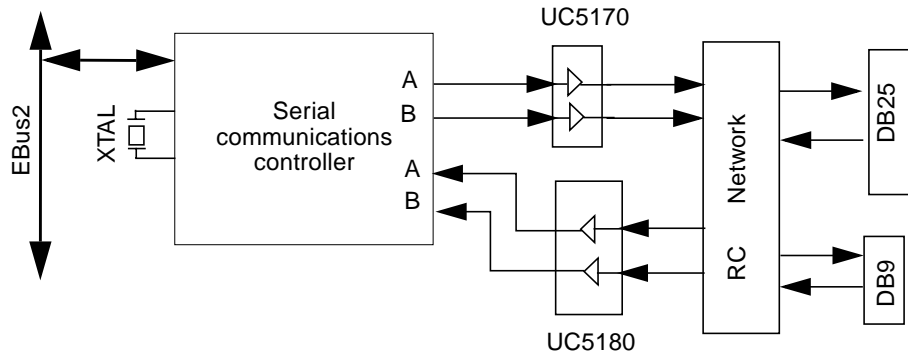 UC5170
EBus2
XTAL
Serial
communications
controller
A
B
A
B
RC Network
DB25
DB9
UC5180